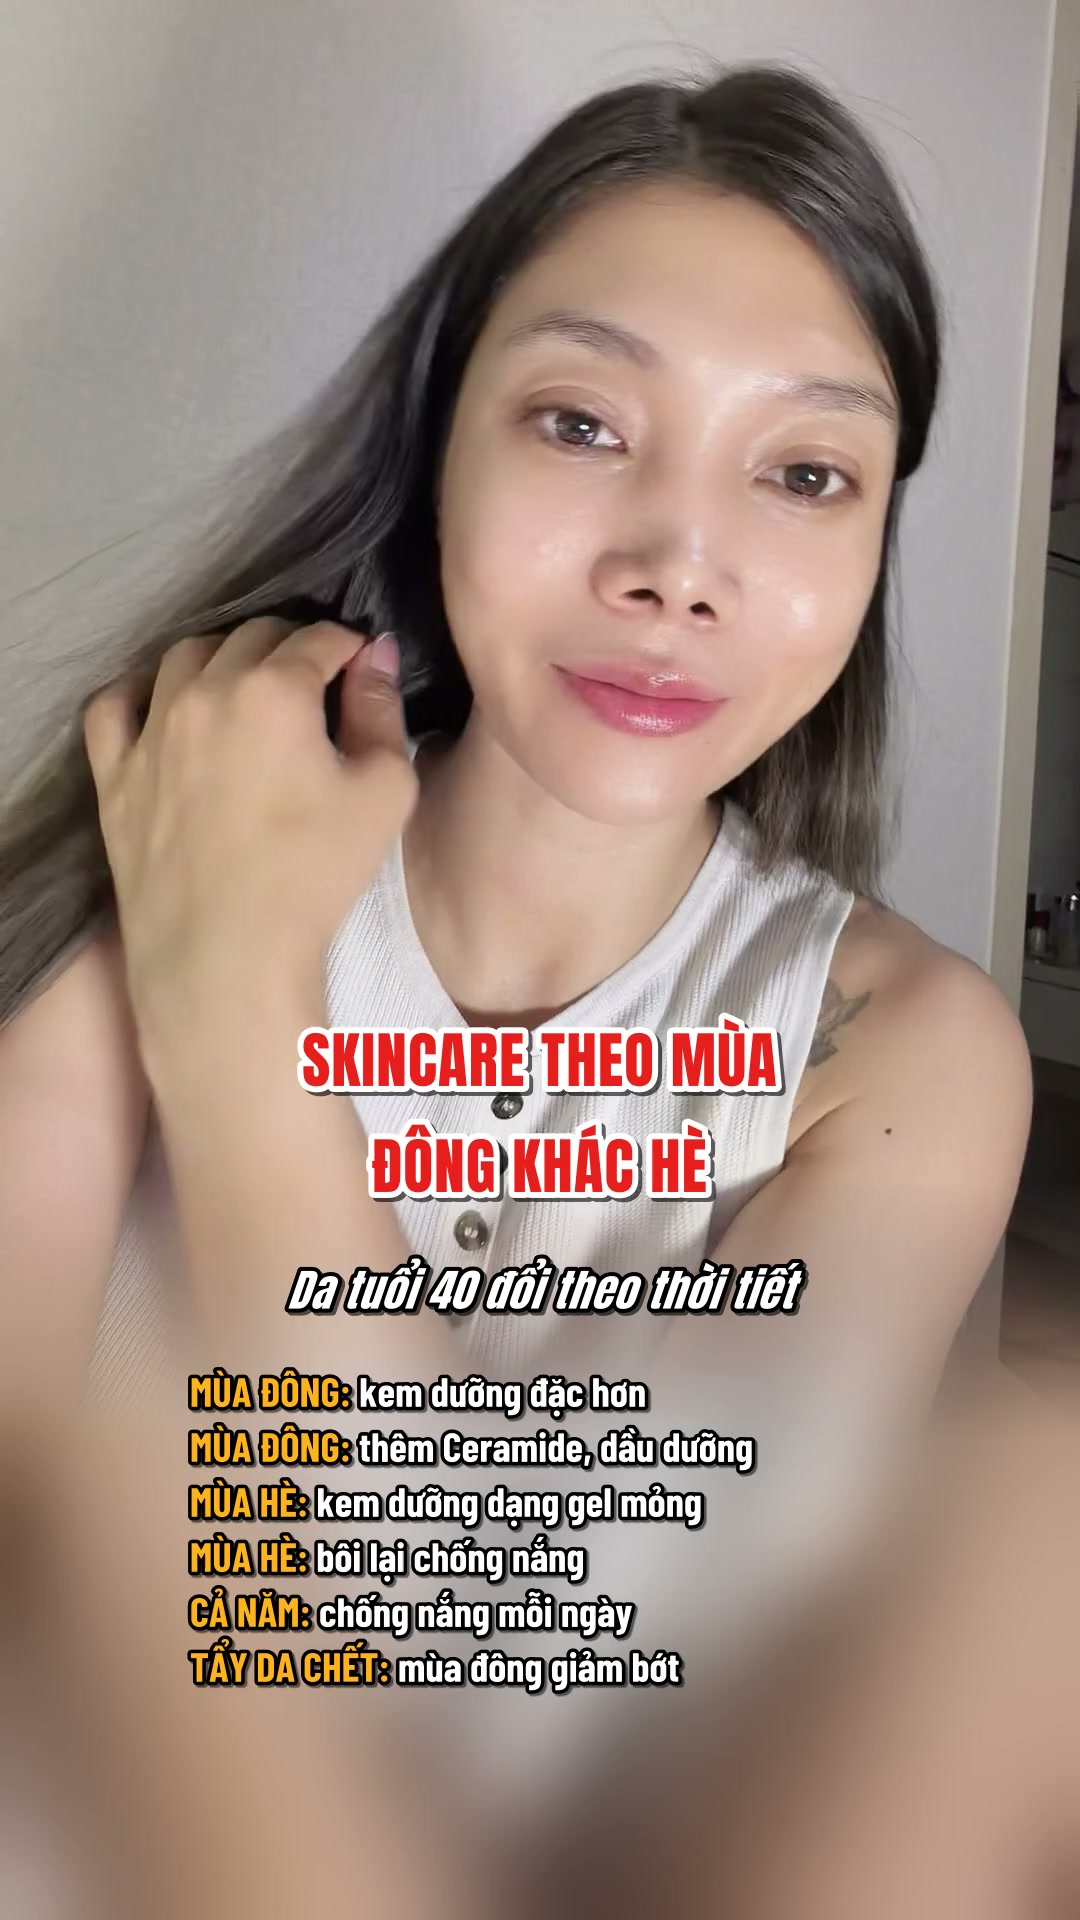 SKINCARE THEO MÙA
ĐÔNG KHÁC HÈ
Da tuổi 40 đổi theo thời tiết
MÙA ĐÔNG: kem dưỡng đặc hơn
MÙA ĐÔNG: thêm Ceramide, dầu dưỡng
MÙA HÈ: kem dưỡng dạng gel mỏng
MÙA HÈ: bôi lại chống nắng
CẢ NĂM: chống nắng mỗi ngày
TẨY DA CHẾT: mùa đông giảm bớt